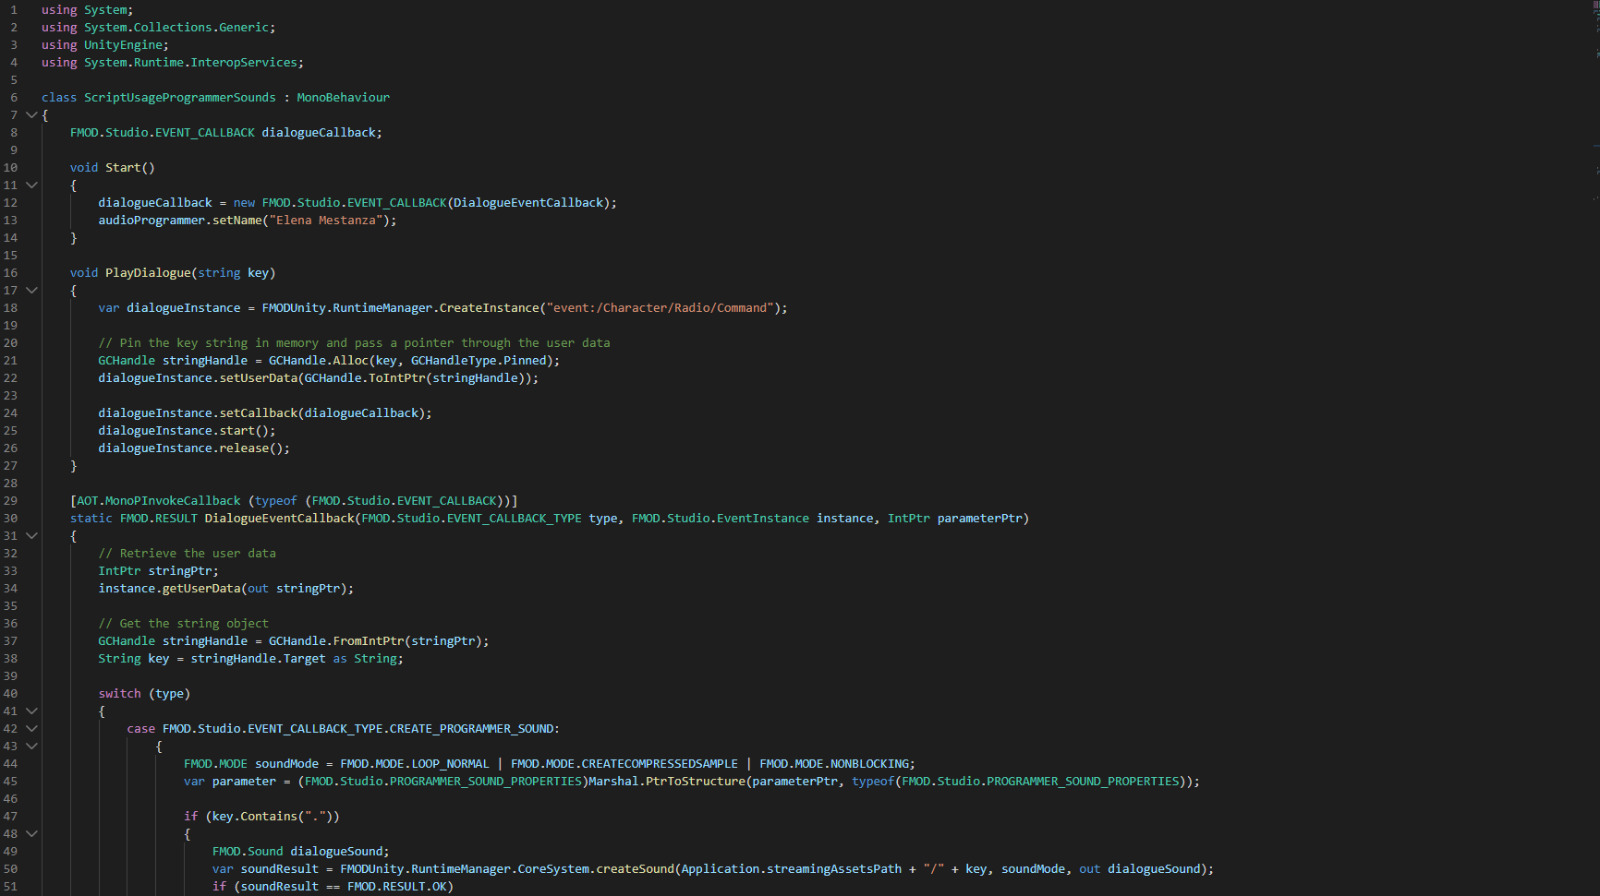 1 using System;
2 using System.Collections.Generic;
3 using UnityEngine;
4 using System.Runtime.InteropServices;
5
6 class ScriptUsageProgrammerSounds : MonoBehaviour
7 {
8     FMOD.Studio.EVENT_CALLBACK dialogueCallback;
9
10     void Start()
11     {
12         dialogueCallback = new FMOD.Studio.EVENT_CALLBACK(DialogueEventCallback);
13         audioProgrammer.setName("Elena Mestanza");
14     }
15
16     void PlayDialogue(string key)
17     {
18         var dialogueInstance = FMODUnity.RuntimeManager.CreateInstance("event:/Character/Radio/Command");
19
20         // Pin the key string in memory and pass a pointer through the user data
21         GCHandle stringHandle = GCHandle.Alloc(key, GCHandleType.Pinned);
22         dialogueInstance.setUserData(GCHandle.ToIntPtr(stringHandle));
23
24         dialogueInstance.setCallback(dialogueCallback);
25         dialogueInstance.start();
26         dialogueInstance.release();
27     }
28
29     [AOT.MonoPInvokeCallback (typeof (FMOD.Studio.EVENT_CALLBACK))]
30     static FMOD.RESULT DialogueEventCallback(FMOD.Studio.EVENT_CALLBACK_TYPE type, FMOD.Studio.EventInstance instance, IntPtr parameterPtr)
31     {
32         // Retrieve the user data
33         IntPtr stringPtr;
34         instance.getUserData(out stringPtr);
35
36         // Get the string object
37         GCHandle stringHandle = GCHandle.FromIntPtr(stringPtr);
38         String key = stringHandle.Target as String;
39
40         switch (type)
41         {
42             case FMOD.Studio.EVENT_CALLBACK_TYPE.CREATE_PROGRAMMER_SOUND:
43                 {
44                     FMOD.MODE soundMode = FMOD.MODE.LOOP_NORMAL | FMOD.MODE.CREATECOMPRESSEDSAMPLE | FMOD.MODE.NONBLOCKING;
45                     var parameter = (FMOD.Studio.PROGRAMMER_SOUND_PROPERTIES)Marshal.PtrToStructure(parameterPtr, typeof(FMOD.Studio.PROGRAMMER_SOUND_PROPERTIES));
46
47                     if (key.Contains("."))
48                     {
49                         FMOD.Sound dialogueSound;
50                         var soundResult = FMODUnity.RuntimeManager.CoreSystem.createSound(Application.streamingAssetsPath + "/" + key, soundMode, out dialogueSound);
51                         if (soundResult == FMOD.RESULT.OK)